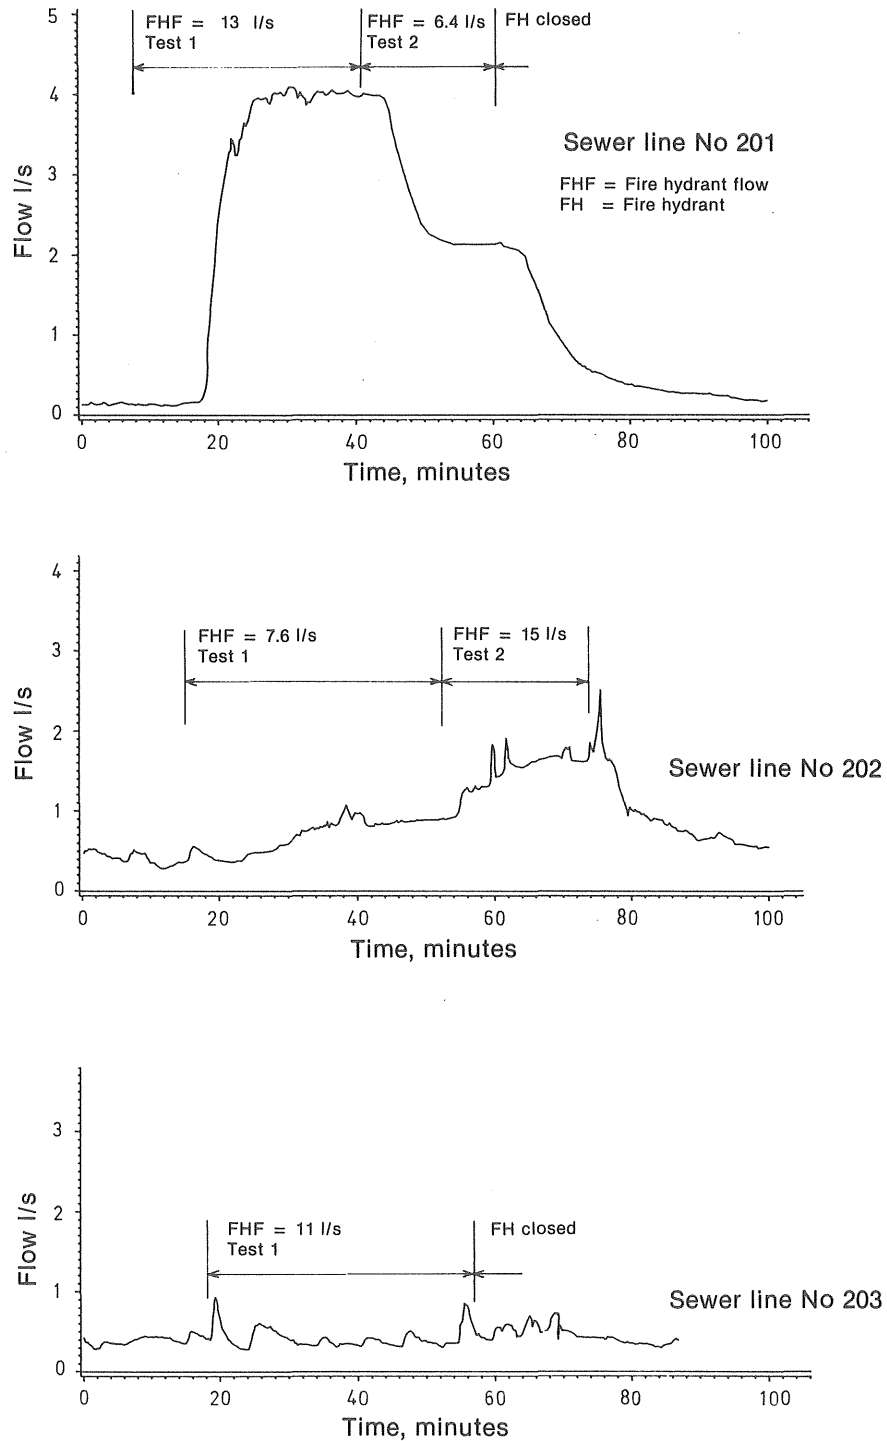 5
4
3
2
1
0
Flow l/s
FHF = 13 l/s
Test 1
FHF = 6.4 l/s
Test 2
FH closed
Sewer line No 201
FHF = Fire hydrant flow
FH = Fire hydrant
0 20 40 60 80 100
Time, minutes
4
3
2
1
0
Flow l/s
FHF = 7.6 l/s
Test 1
FHF = 15 l/s
Test 2
Sewer line No 202
0 20 40 60 80 100
Time, minutes
3
2
1
0
Flow l/s
FHF = 11 l/s
Test 1
FH closed
Sewer line No 203
0 20 40 60 80 100
Time, minutes